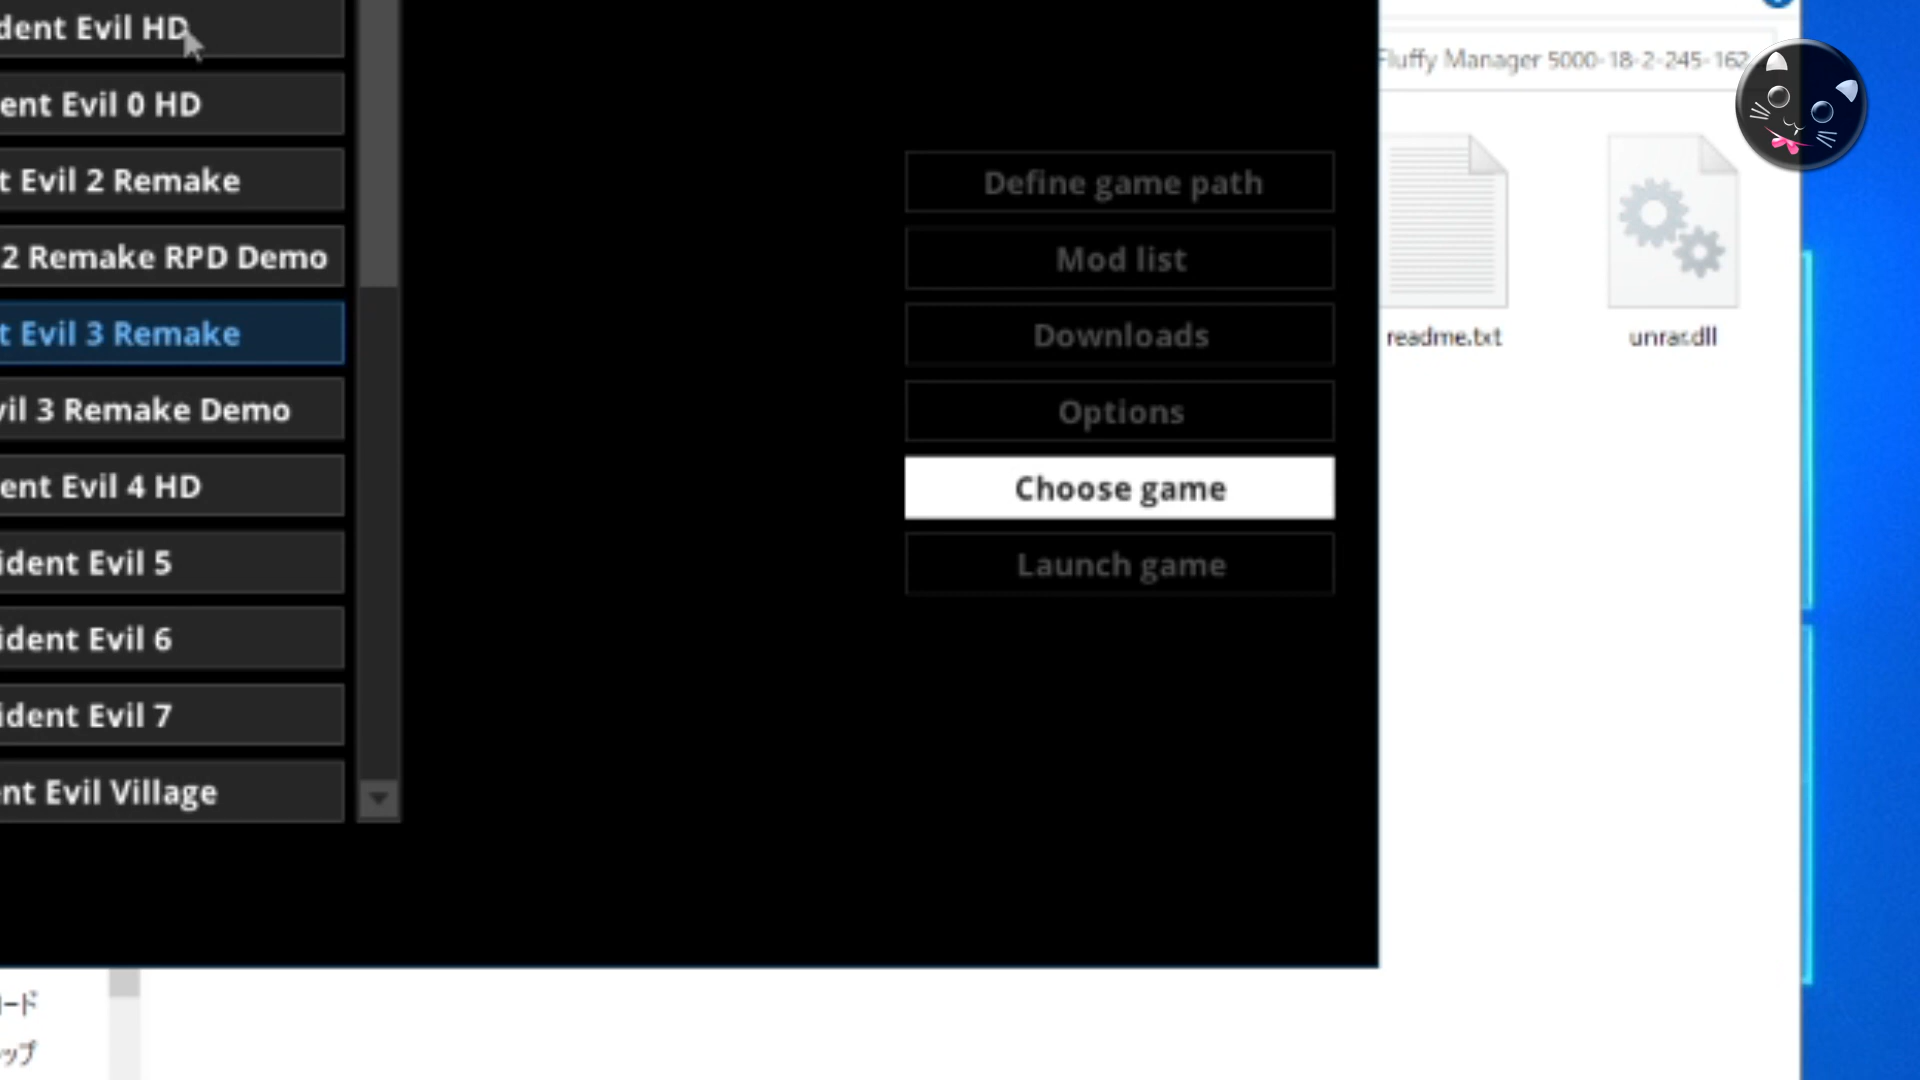 dent Evil HD
ent Evil 0 HD
t Evil 2 Remake
2 Remake RPD Demo
t Evil 3 Remake
vil 3 Remake Demo
ent Evil 4 HD
ident Evil 5
ident Evil 6
ident Evil 7
ent Evil Village
Define game path
Mod list
Downloads
Options
Choose game
Launch game
Fluffy Manager 5000-18-2-245-162
readme.txt
unrar.dll
ード
ップ